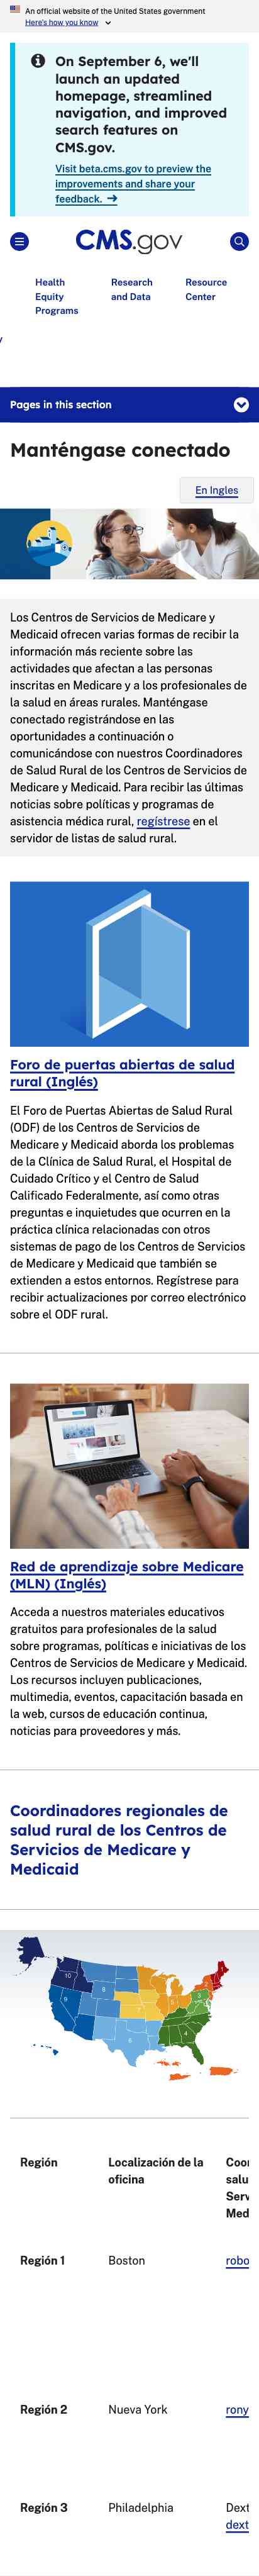 An official website of the United States government
Here's how you know
On September 6, we'll
launch an updated
homepage, streamlined
navigation, and improved
search features on
CMS.gov.
Visit beta.cms.gov to preview the
improvements and share your
feedback. →
CMS.gov
Health
Equity
Programs
Research
and Data
Resource
Center
y
Pages in this section
Manténgase conectado
En Ingles
Los Centros de Servicios de Medicare y
Medicaid ofrecen varias formas de recibir la
información más reciente sobre las
actividades que afectan a las personas
inscritas en Medicare y a los profesionales de
la salud en áreas rurales. Manténgase
conectado registrándose en las
oportunidades a continuación o
comunicándose con nuestros Coordinadores
de Salud Rural de los Centros de Servicios de
Medicare y Medicaid. Para recibir las últimas
noticias sobre políticas y programas de
asistencia médica rural, regístrese en el
servidor de listas de salud rural.
Foro de puertas abiertas de salud
rural (Inglés)
El Foro de Puertas Abiertas de Salud Rural
(ODF) de los Centros de Servicios de
Medicare y Medicaid aborda los problemas
de la Clínica de Salud Rural, el Hospital de
Cuidado Crítico y el Centro de Salud
Calificado Federalmente, así como otras
preguntas e inquietudes que ocurren en la
práctica clínica relacionadas con otros
sistemas de pago de los Centros de Servicios
de Medicare y Medicaid que también se
extienden a estos entornos. Regístrese para
recibir actualizaciones por correo electrónico
sobre el ODF rural.
Red de aprendizaje sobre Medicare
(MLN) (Inglés)
Acceda a nuestros materiales educativos
gratuitos para profesionales de la salud
sobre programas, políticas e iniciativas de los
Centros de Servicios de Medicare y Medicaid.
Los recursos incluyen publicaciones,
multimedia, eventos, capacitación basada en
la web, cursos de educación continua,
noticias para proveedores y más.
Coordinadores regionales de
salud rural de los Centros de
Servicios de Medicare y
Medicaid
10
8
9
7
6
5
4
3
Región
Localización de la
oficina
Coor
salu
Serv
Med
Región 1
Boston
robo
Región 2
Nueva York
rony
Región 3
Philadelphia
Dext
dext